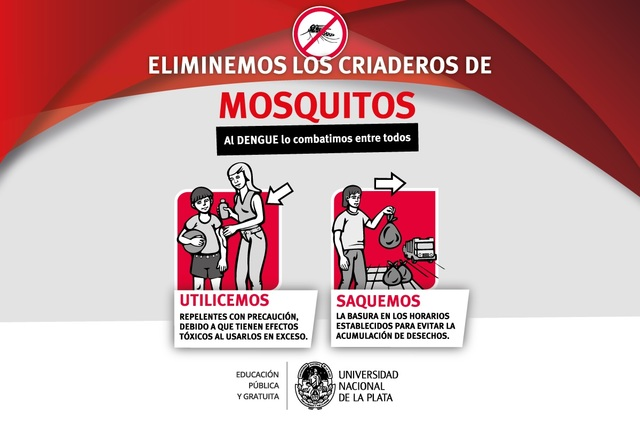 ELIMINEMOS LOS CRIADEROS DE
MOSQUITOS
Al DENGUE lo combatimos entre todos
UTILICEMOS
REPELENTES CON PRECAUCIÓN,
DEBIDO A QUE TIENEN EFECTOS
TÓXICOS AL USARLOS EN EXCESO.
SAQUEMOS
LA BASURA EN LOS HORARIOS
ESTABLECIDOS PARA EVITAR LA
ACUMULACIÓN DE DESECHOS.
EDUCACIÓN
PÚBLICA
Y GRATUITA
UNIVERSIDAD
NACIONAL
DE LA PLATA